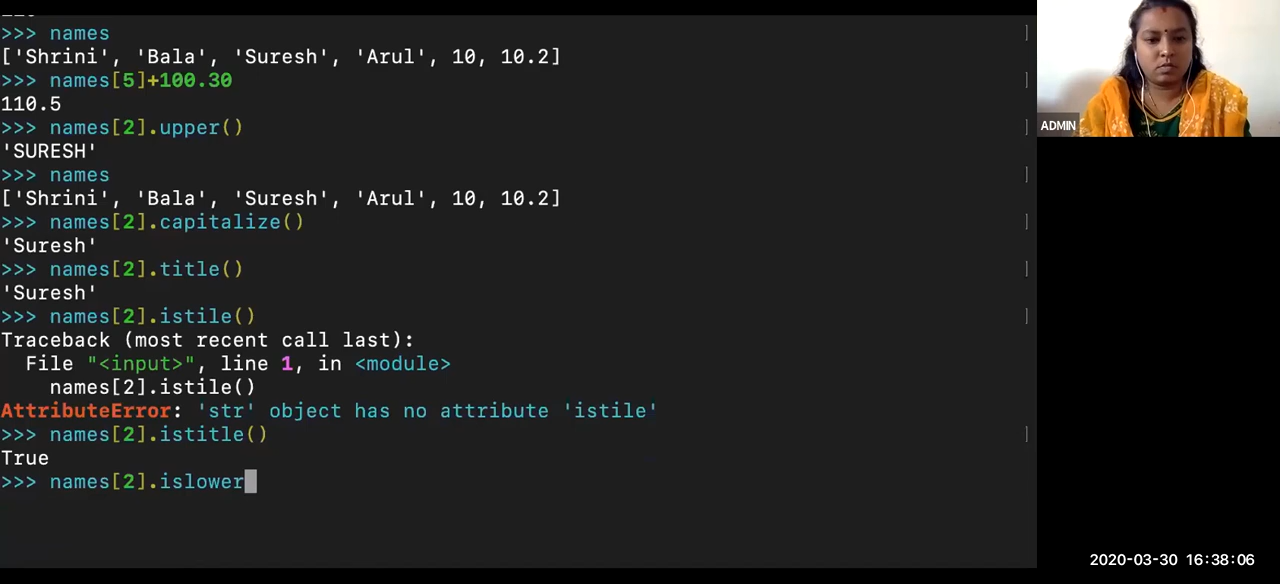 >>> names
['Shrini', 'Bala', 'Suresh', 'Arul', 10, 10.2]
>>> names[5]+100.30
110.5
>>> names[2].upper()
'SURESH'
>>> names
['Shrini', 'Bala', 'Suresh', 'Arul', 10, 10.2]
>>> names[2].capitalize()
'Suresh'
>>> names[2].title()
'Suresh'
>>> names[2].istile()
Traceback (most recent call last):
  File "<input>", line 1, in <module>
    names[2].istile()
AttributeError: 'str' object has no attribute 'istile'
>>> names[2].istitle()
True
>>> names[2].islower
ADMIN
2020-03-30 16:38:06